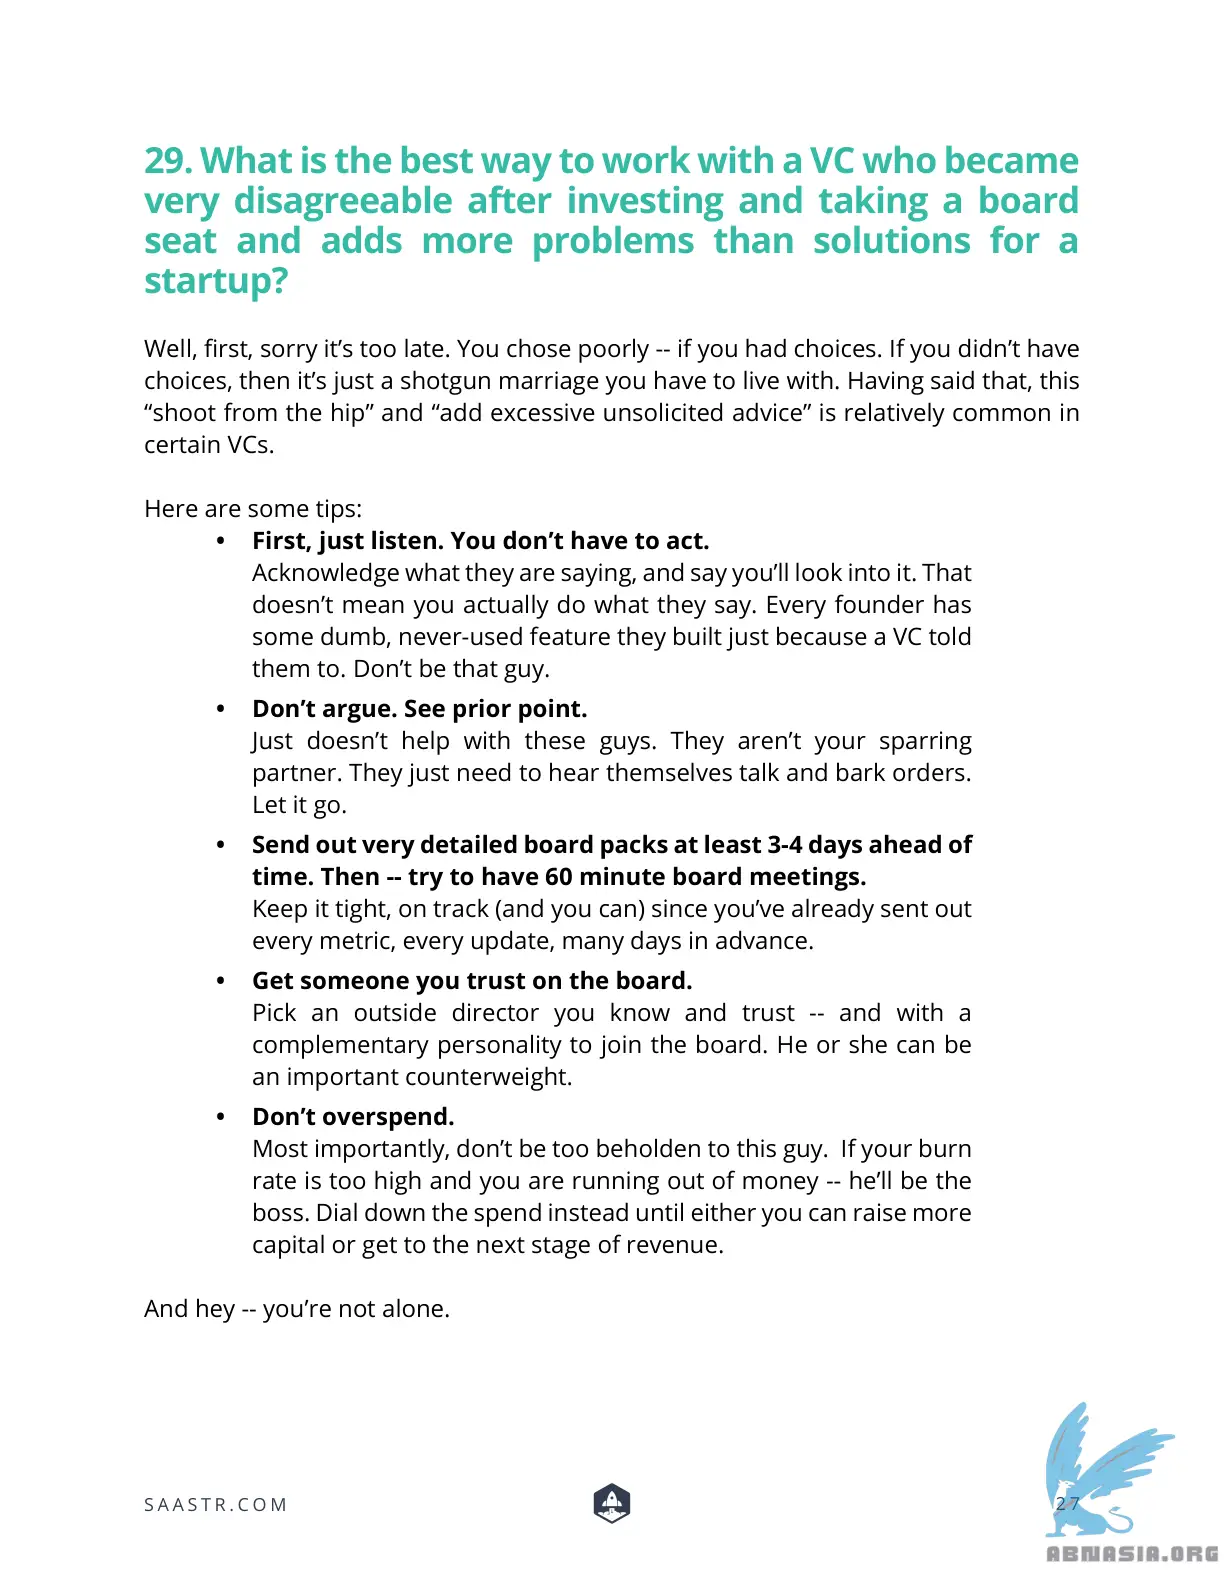 29. What is the best way to work with a VC who became
very disagreeable after investing and taking a board
seat and adds more problems than solutions for a
startup?
Well, first, sorry it’s too late. You chose poorly -- if you had choices. If you didn’t have
choices, then it’s just a shotgun marriage you have to live with. Having said that, this
“shoot from the hip” and “add excessive unsolicited advice” is relatively common in
certain VCs.
Here are some tips:
• First, just listen. You don’t have to act.
Acknowledge what they are saying, and say you’ll look into it. That
doesn’t mean you actually do what they say. Every founder has
some dumb, never-used feature they built just because a VC told
them to. Don’t be that guy.
• Don’t argue. See prior point.
Just doesn’t help with these guys. They aren’t your sparring
partner. They just need to hear themselves talk and bark orders.
Let it go.
• Send out very detailed board packs at least 3-4 days ahead of
time. Then -- try to have 60 minute board meetings.
Keep it tight, on track (and you can) since you’ve already sent out
every metric, every update, many days in advance.
• Get someone you trust on the board.
Pick an outside director you know and trust -- and with a
complementary personality to join the board. He or she can be
an important counterweight.
• Don’t overspend.
Most importantly, don’t be too beholden to this guy.  If your burn
rate is too high and you are running out of money -- he’ll be the
boss. Dial down the spend instead until either you can raise more
capital or get to the next stage of revenue.
And hey -- you’re not alone.
SAASTR.COM
27
ABNASIA.ORG